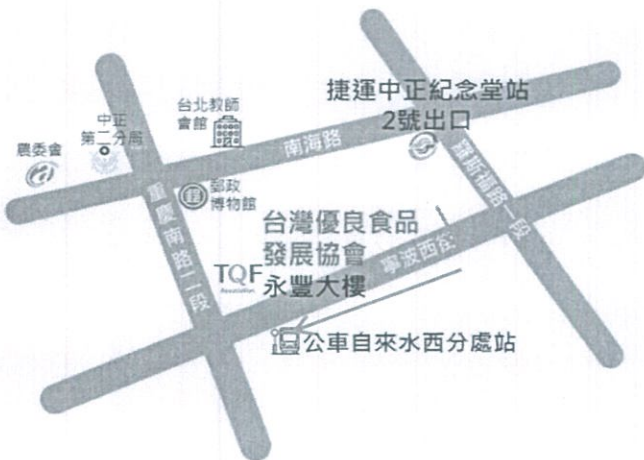 捷運中正紀念堂站
2號出口
台北教師
會館
中正
第二分局
農委會
南海路
郵政
博物館
羅斯福路一段
重慶南路二段
台灣優良食品
發展協會
永豐大樓
TQF
Association
寧波西街
公車自來水西分處站